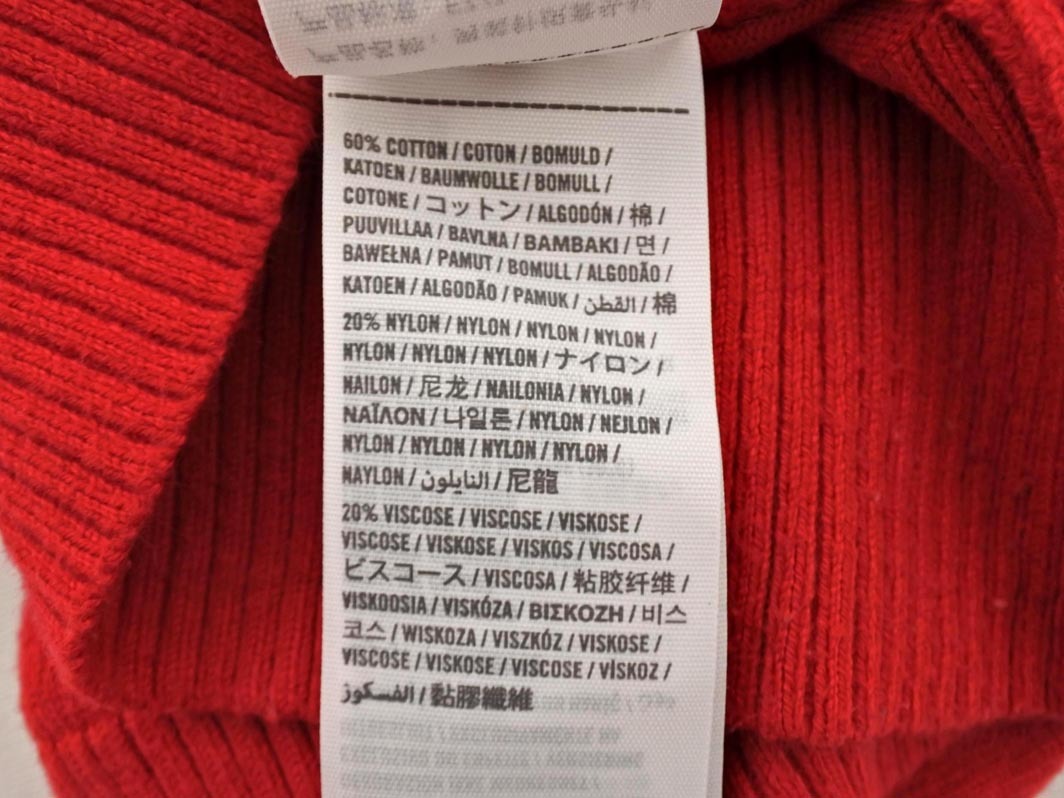 60% COTTON / COTON / BOMULD /
KATOEN / BAUMWOLLE / BOMULL /
COTONE / コットン / ALGODÓN / 棉 /
PUUVILLAA / BAVLNA / BAMBAKI / 면 /
BAWEŁNA / PAMUT / BOMULL / ALGODÃO /
KATOEN / ALGODÃO / PAMUK / القطن / 棉
20% NYLON / NYLON / NYLON / NYLON /
NYLON / NYLON / NYLON / ナイロン /
NAILON / 尼龙 / NAILONIA / NYLON /
ΝΑΪΛΟΝ / 나일론 / NYLON / NEJLON /
NYLON / NYLON / NYLON / NYLON /
NAYLON / النايلون / 尼龍
20% VISCOSE / VISCOSE / VISKOSE /
VISCOSE / VISKOSE / VISKOS / VISCOSA /
ビスコース / VISCOSA / 粘胶纤维 /
VISKOOSIA / VISKÓZA / ΒΙΣΚΟΖΗ / 비스
코스 / WISKOZA / VISZKÓZ / VISKOSE /
VISCOSE / VISKOSE / VISCOSE / VİSKOZ /
الفسكوز / 黏膠纖維